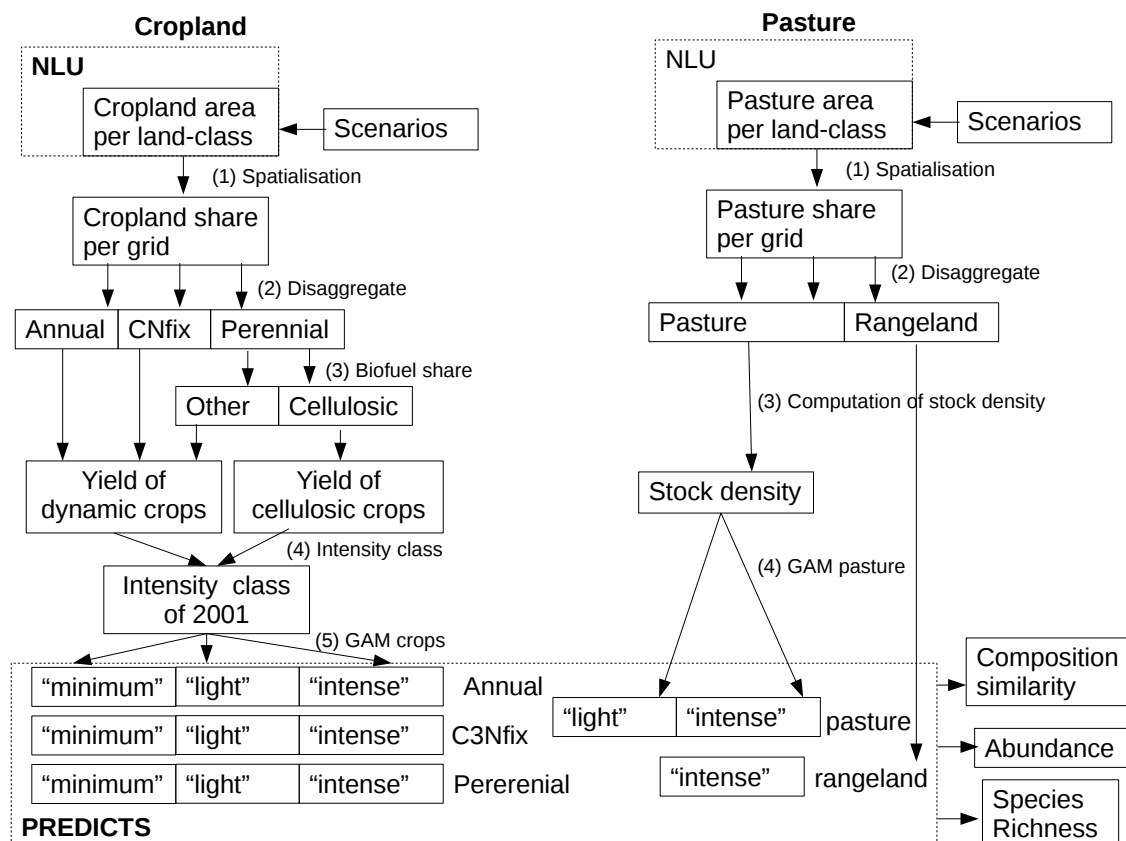 Cropland
NLU
Cropland area
per land-class
Scenarios
(1) Spatialisation
Cropland share
per grid
(2) Disaggregate
Annual
CNfix
Perennial
(3) Biofuel share
Other
Cellulosic
Yield of
dynamic crops
Yield of
cellulosic crops
(4) Intensity class
Intensity class
of 2001
(5) GAM crops
“minimum”
“light”
“intense”
Annual
“minimum”
“light”
“intense”
C3Nfix
“minimum”
“light”
“intense”
Pererenial
PREDICTS
Pasture
NLU
Pasture area
per land-class
Scenarios
(1) Spatialisation
Pasture share
per grid
(2) Disaggregate
Pasture
Rangeland
(3) Computation of stock density
Stock density
(4) GAM pasture
“light”
“intense”
pasture
“intense”
rangeland
Composition
similarity
Abundance
Species
Richness